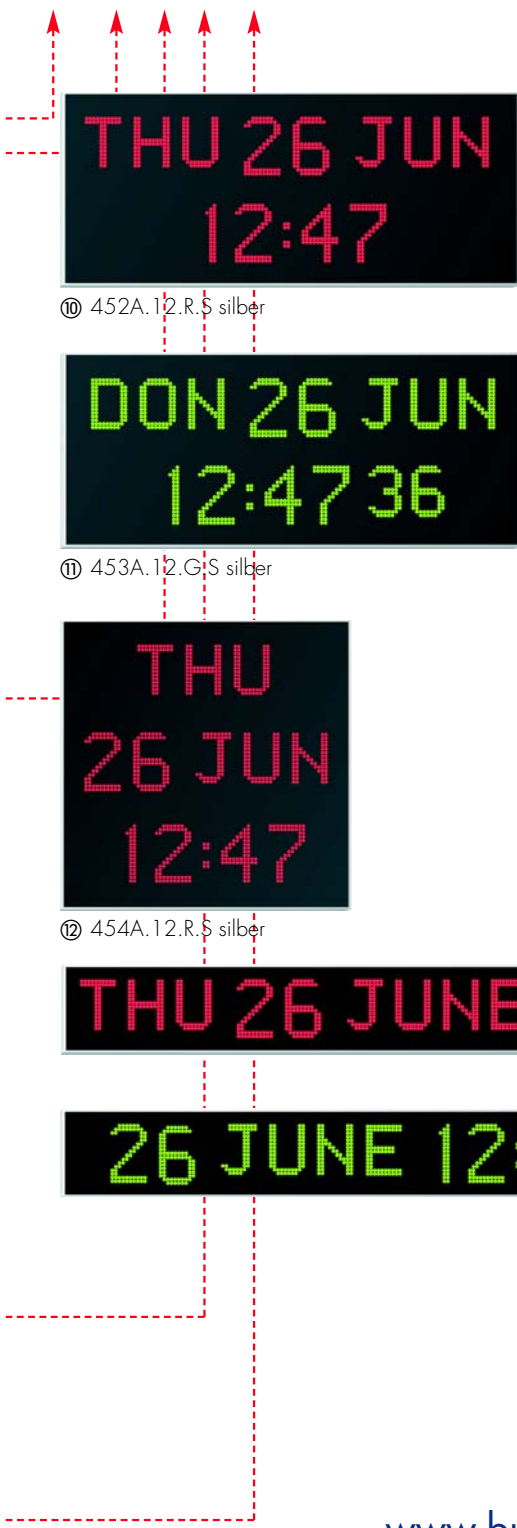 THU 26 JUN
12:47
⑩ 452A.12.R.S silber
DON 26 JUN
12:47 36
⑪ 453A.12.G.S silber
THU
26 JUN
12:47
⑫ 454A.12.R.S silber
THU 26 JUNE
26 JUNE 12: